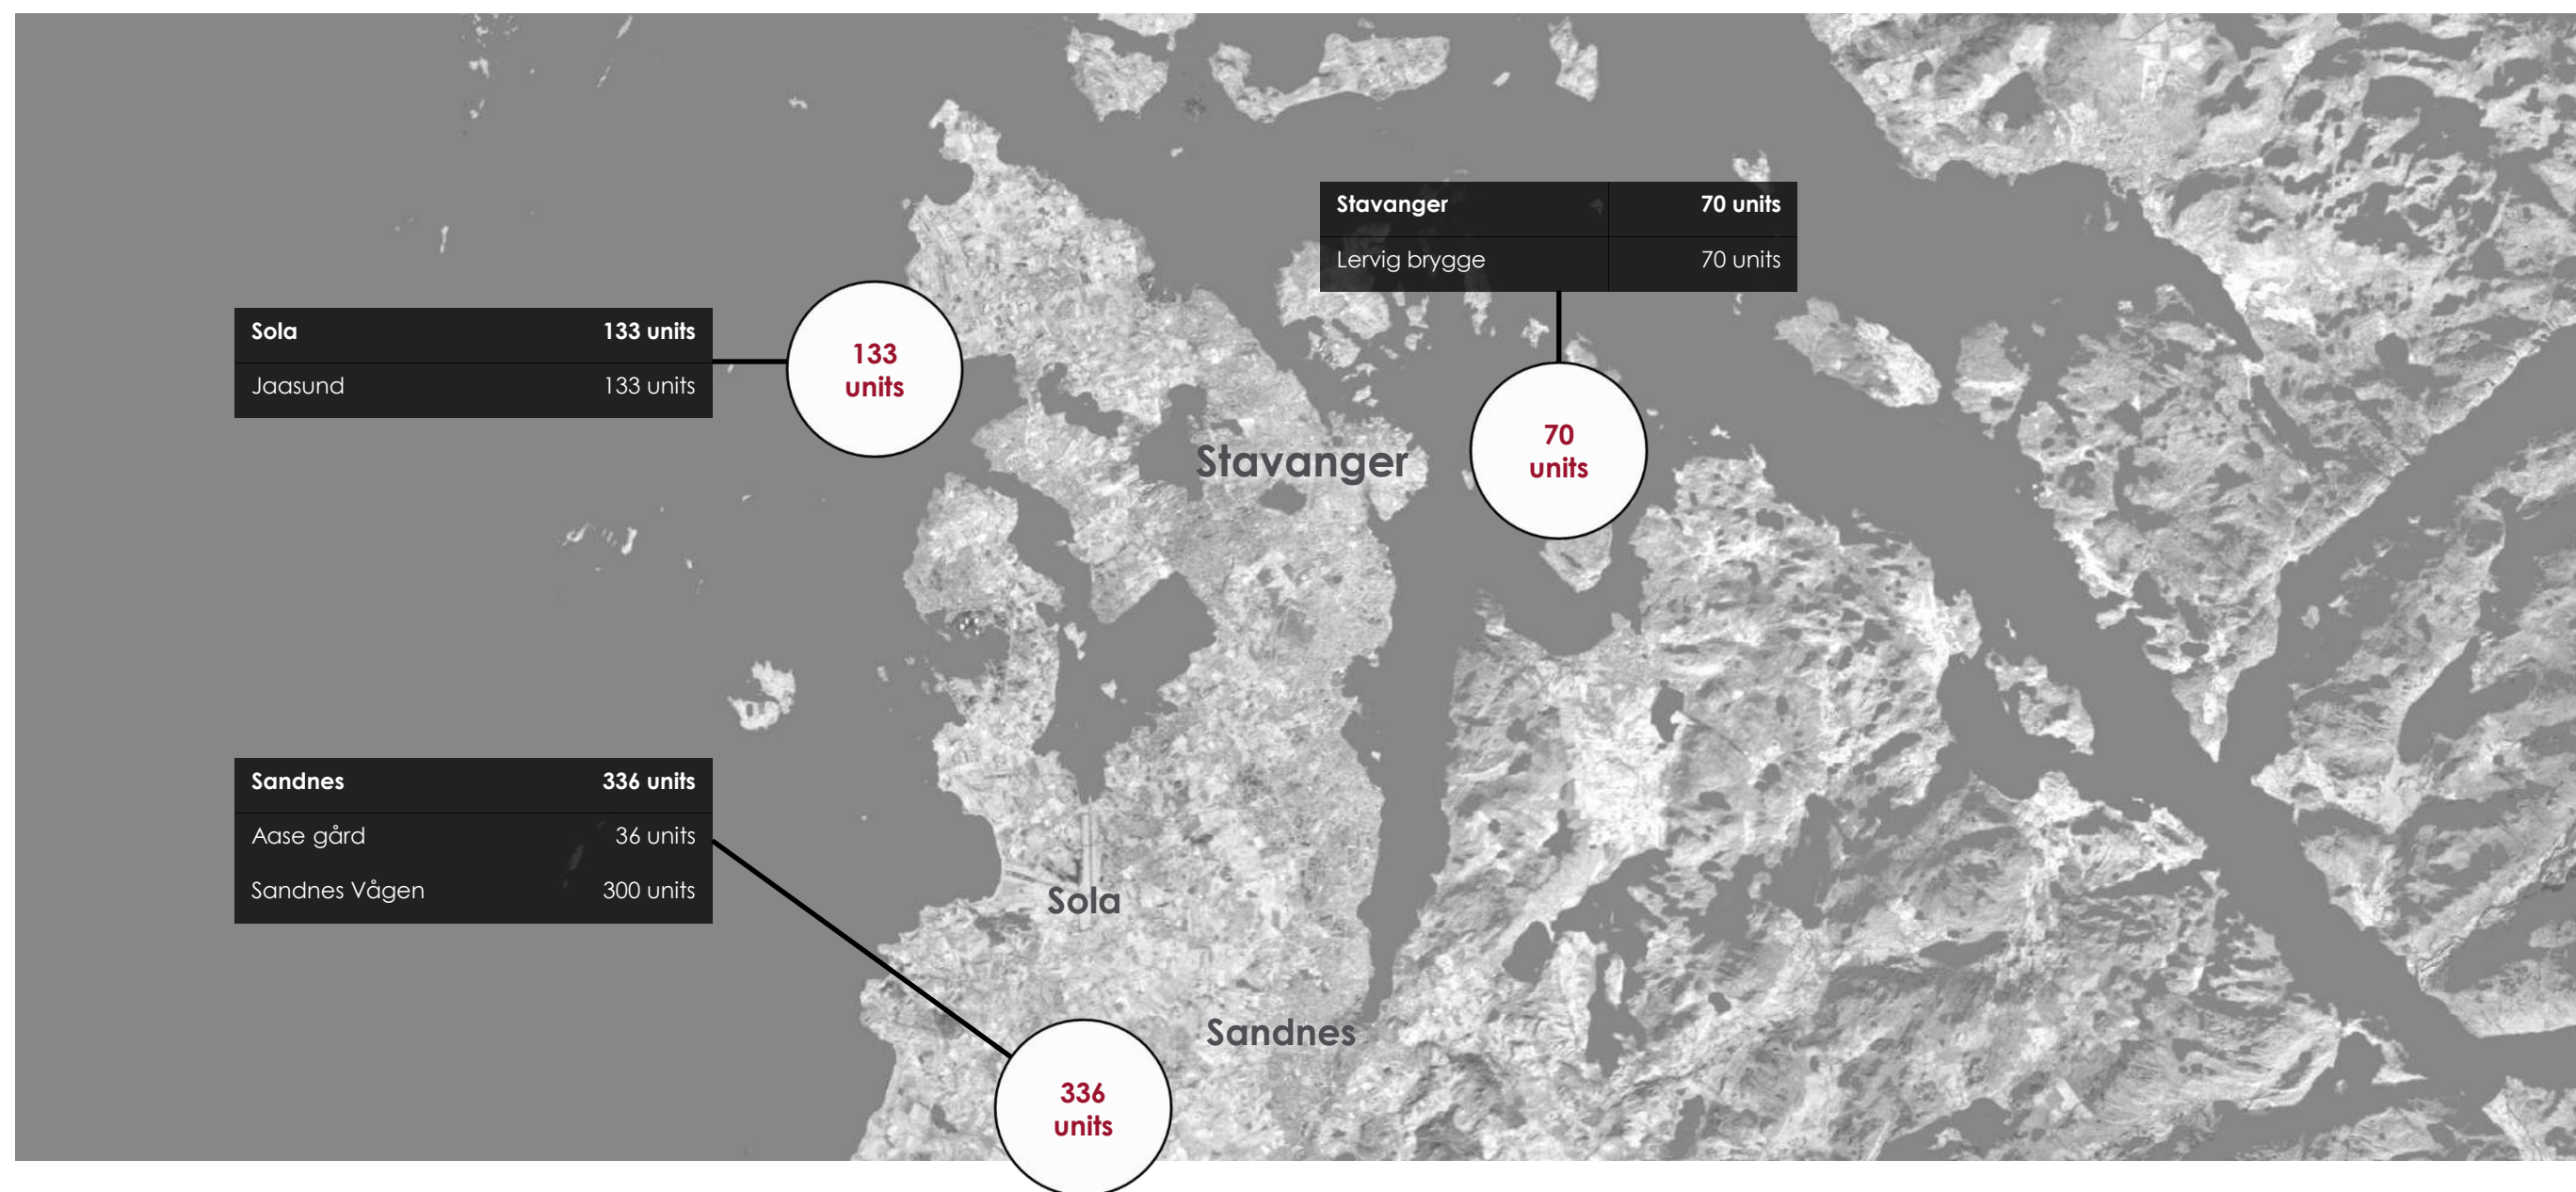 Stavanger 70 units
Lervig brygge 70 units
Sola 133 units
Jaasund 133 units
133
units
70
units
Stavanger
Sandnes 336 units
Aase gård 36 units
Sandnes Vågen 300 units
Sola
Sandnes
336
units